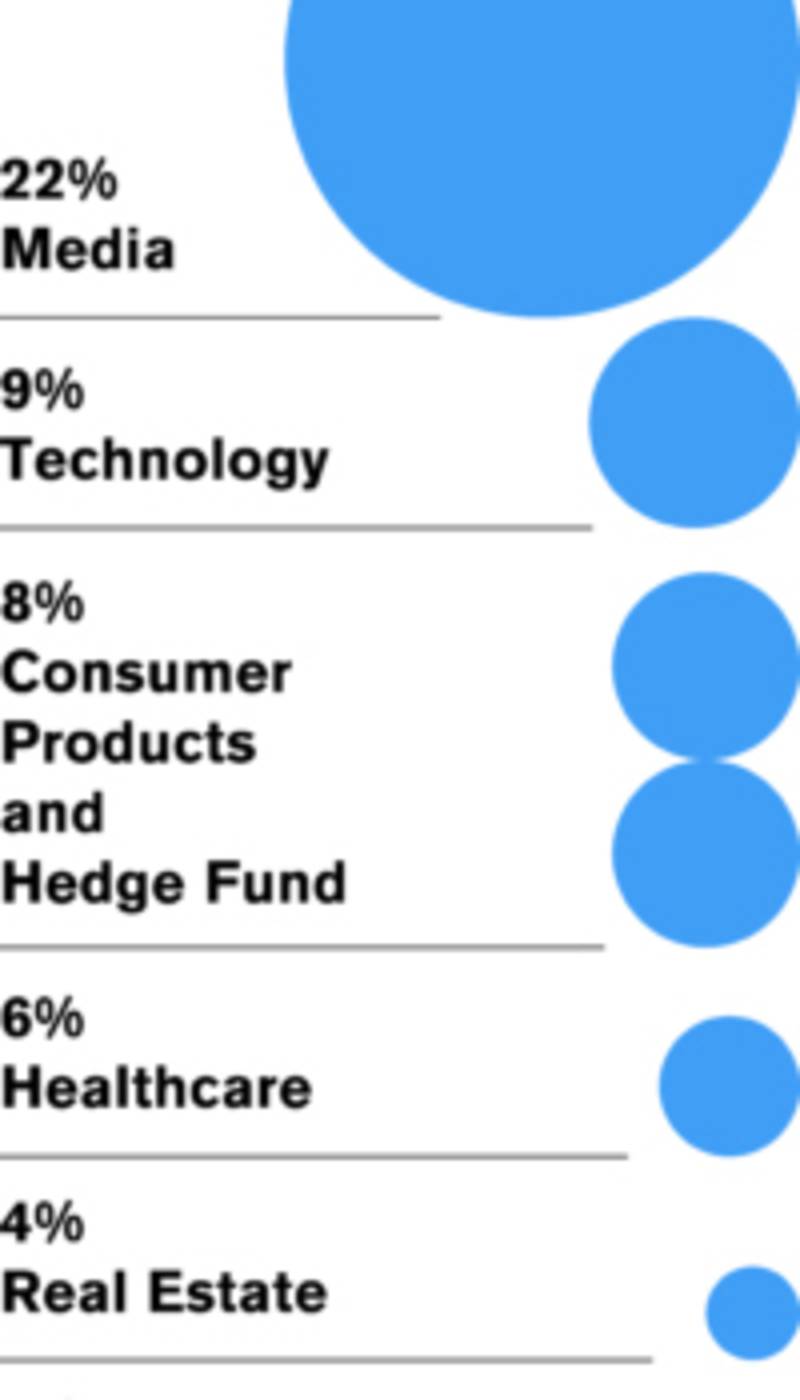 22%
Media
9%
Technology
8%
Consumer
Products
and
Hedge Fund
6%
Healthcare
4%
Real Estate